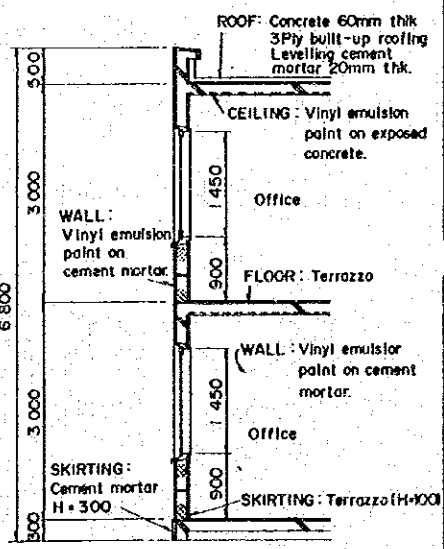 ROOF: Concrete 60mm thk
3Ply built-up roofing
Levelling cement
mortar 20mm thk.
500
CEILING: Vinyl emulsion
paint on exposed
concrete.
3 000
1 450
Office
WALL:
Vinyl emulsion
paint on
cement mortar.
900
FLOOR: Terrazzo
6 800
WALL: Vinyl emulsion
paint on cement
mortar.
3 000
1 450
Office
SKIRTING:
Cement mortar
H=300
900
SKIRTING: Terrazzo(H=100)
300